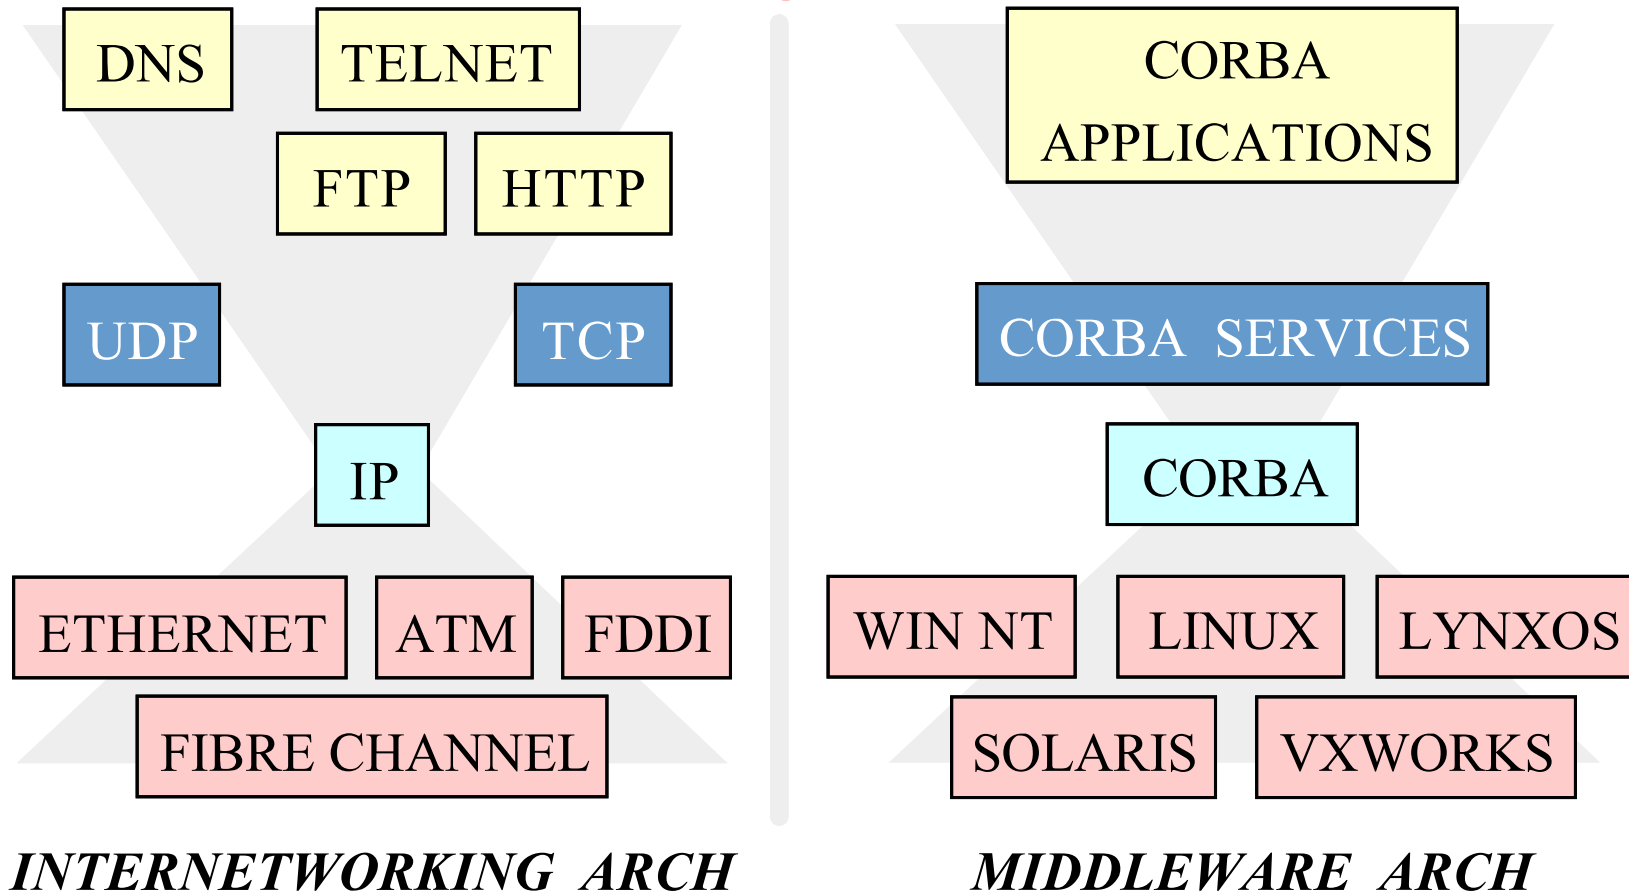 DNS
TELNET
FTP
HTTP
UDP
TCP
IP
ETHERNET
ATM
FDDI
FIBRE CHANNEL
INTERNETWORKING ARCH
CORBA
APPLICATIONS
CORBA SERVICES
CORBA
WIN NT
LINUX
LYNXOS
SOLARIS
VXWORKS
MIDDLEWARE ARCH